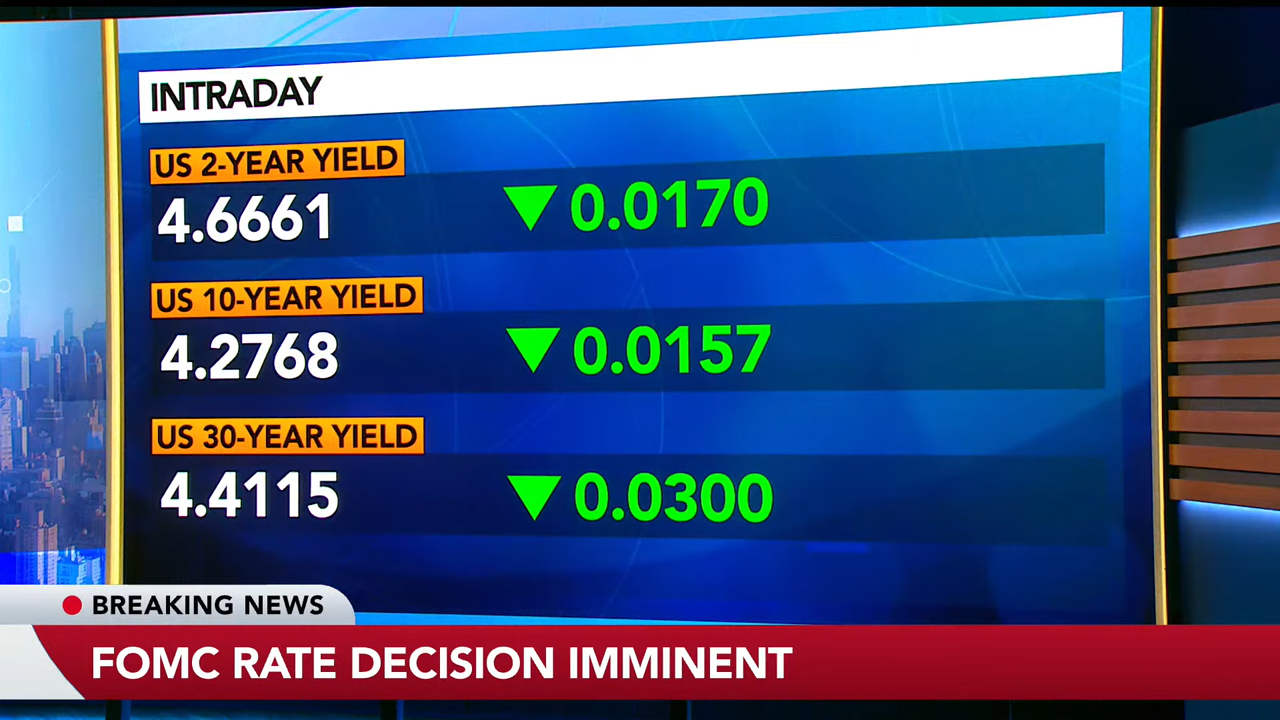 INTRADAY
US 2-YEAR YIELD
4.6661 ▼ 0.0170
US 10-YEAR YIELD
4.2768 ▼ 0.0157
US 30-YEAR YIELD
4.4115 ▼ 0.0300
BREAKING NEWS
FOMC RATE DECISION IMMINENT